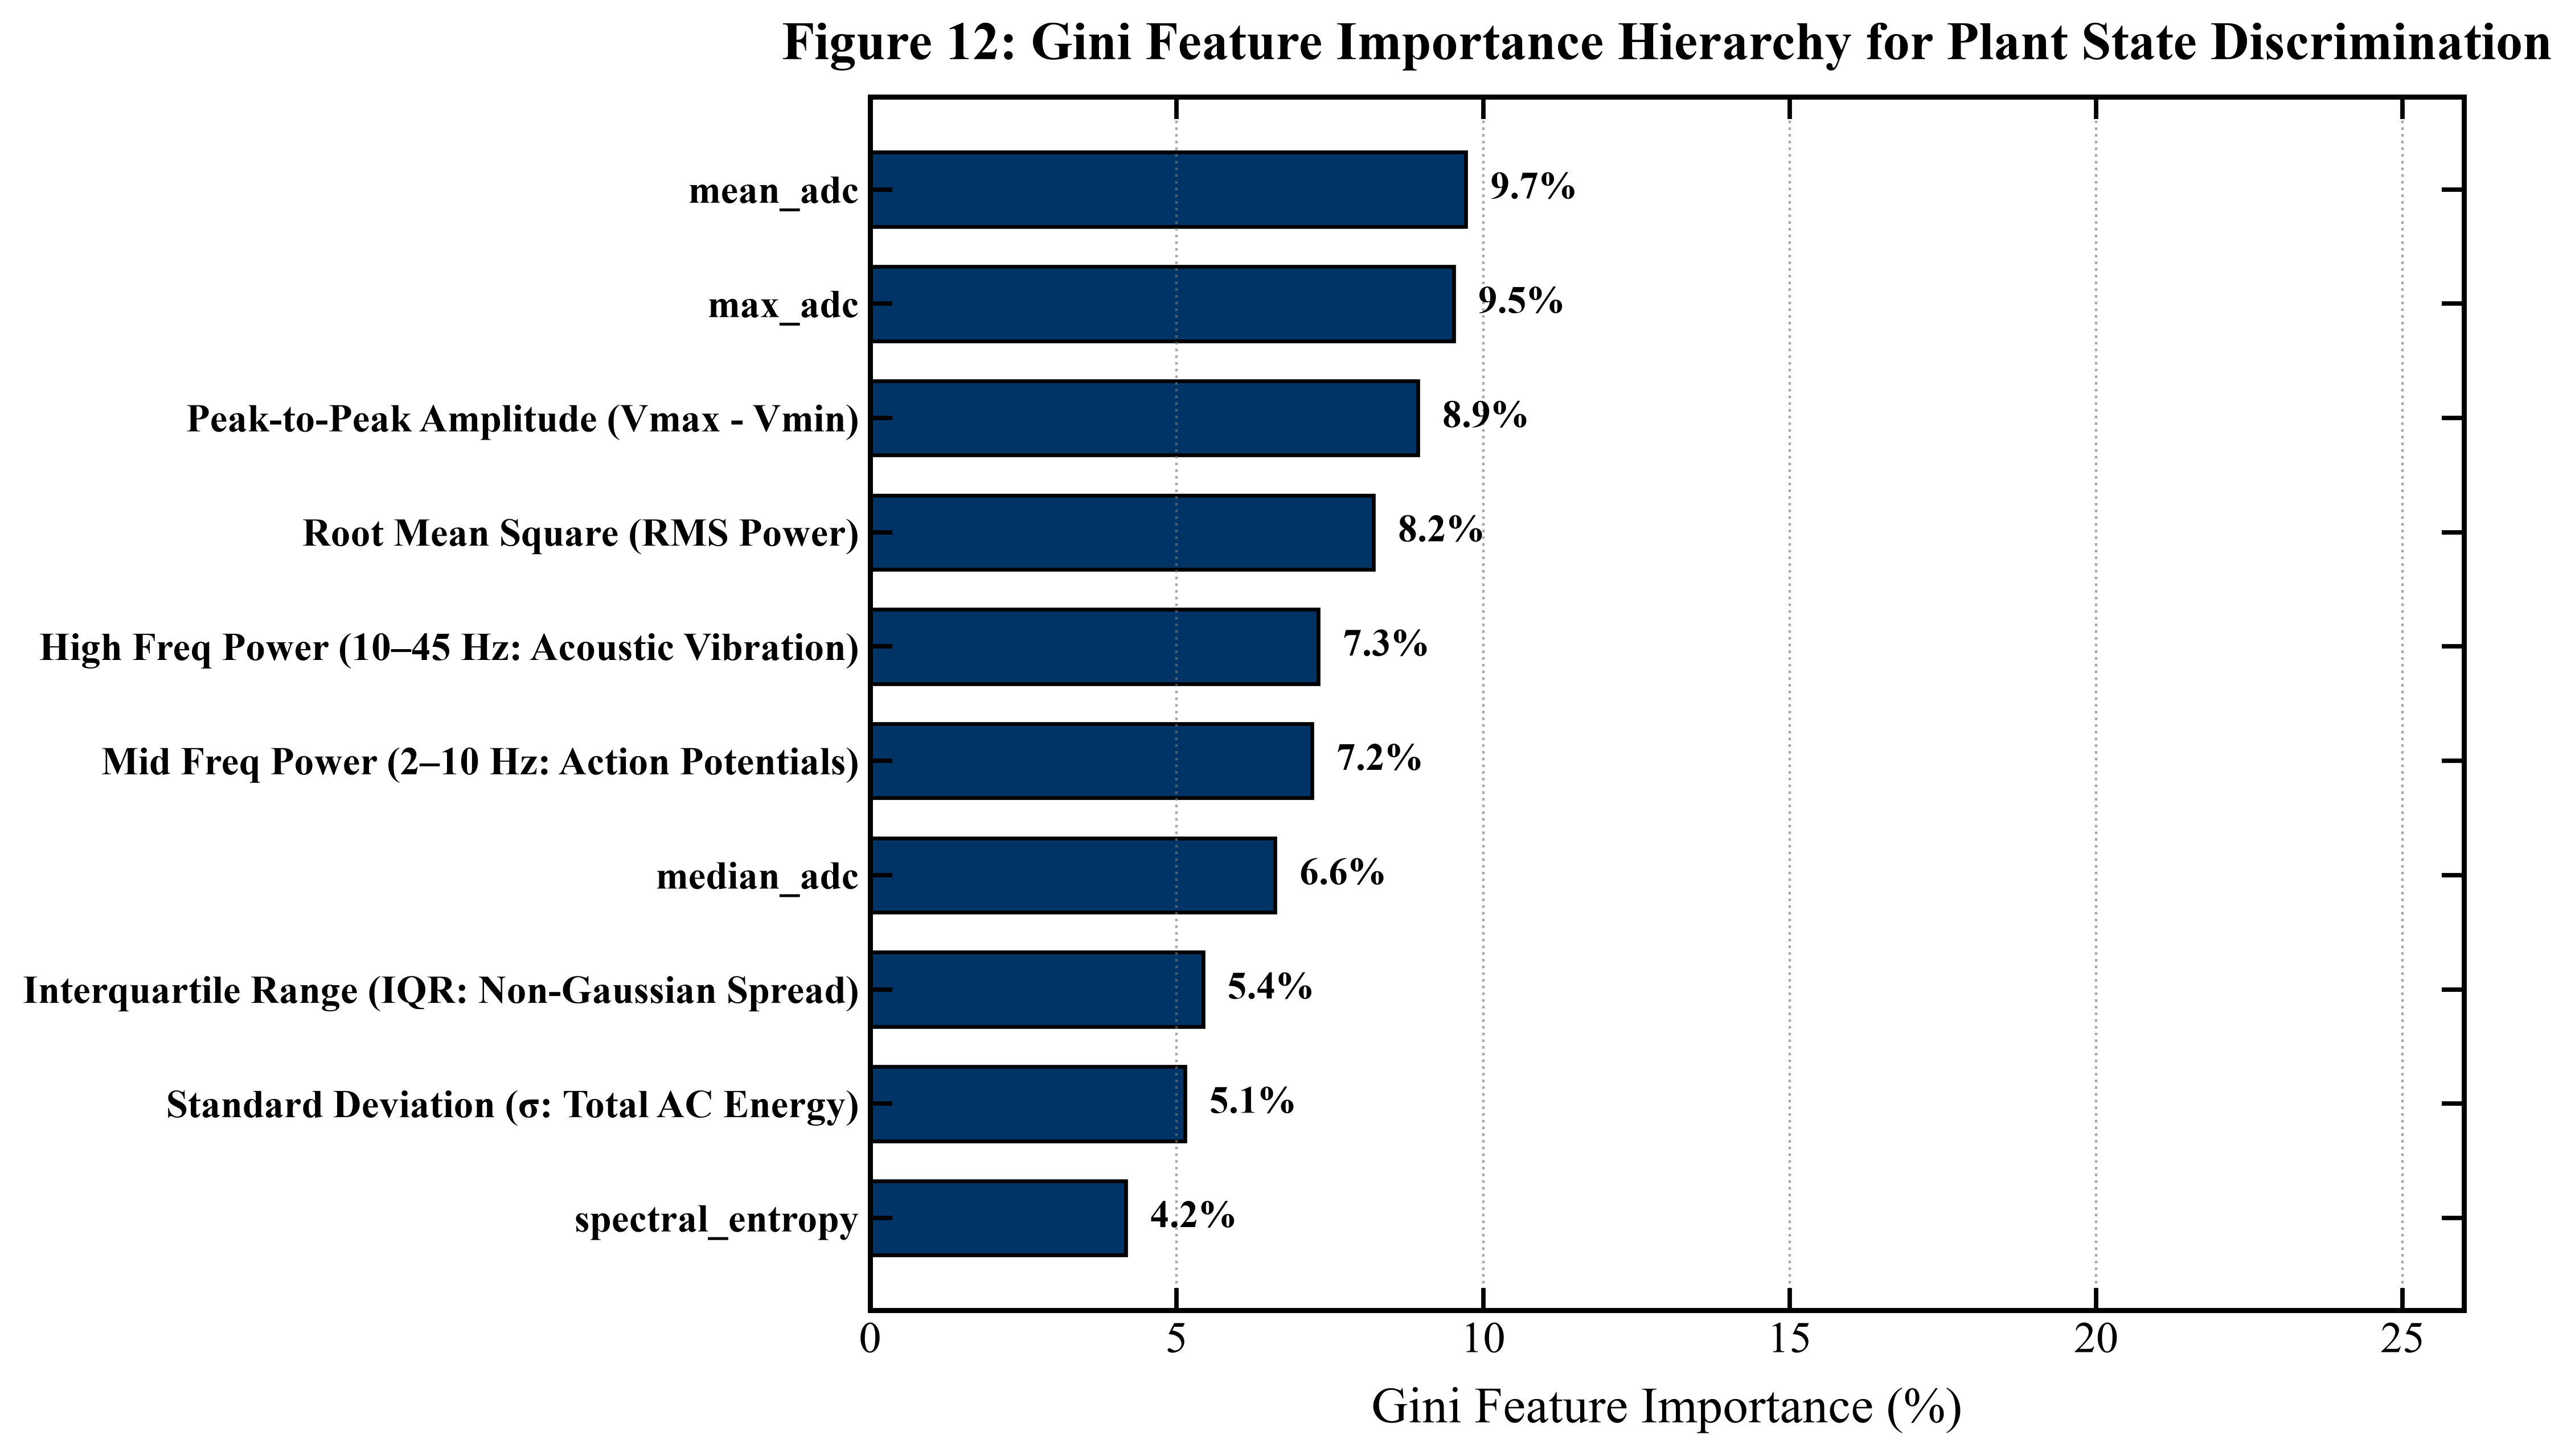 Figure 12: Gini Feature Importance Hierarchy for Plant State Discrimination
mean_adc 9.7%
max_adc 9.5%
Peak-to-Peak Amplitude (Vmax - Vmin) 8.9%
Root Mean Square (RMS Power) 8.2%
High Freq Power (10–45 Hz: Acoustic Vibration) 7.3%
Mid Freq Power (2–10 Hz: Action Potentials) 7.2%
median_adc 6.6%
Interquartile Range (IQR: Non-Gaussian Spread) 5.4%
Standard Deviation (σ: Total AC Energy) 5.1%
spectral_entropy 4.2%
0 5 10 15 20 25
Gini Feature Importance (%)